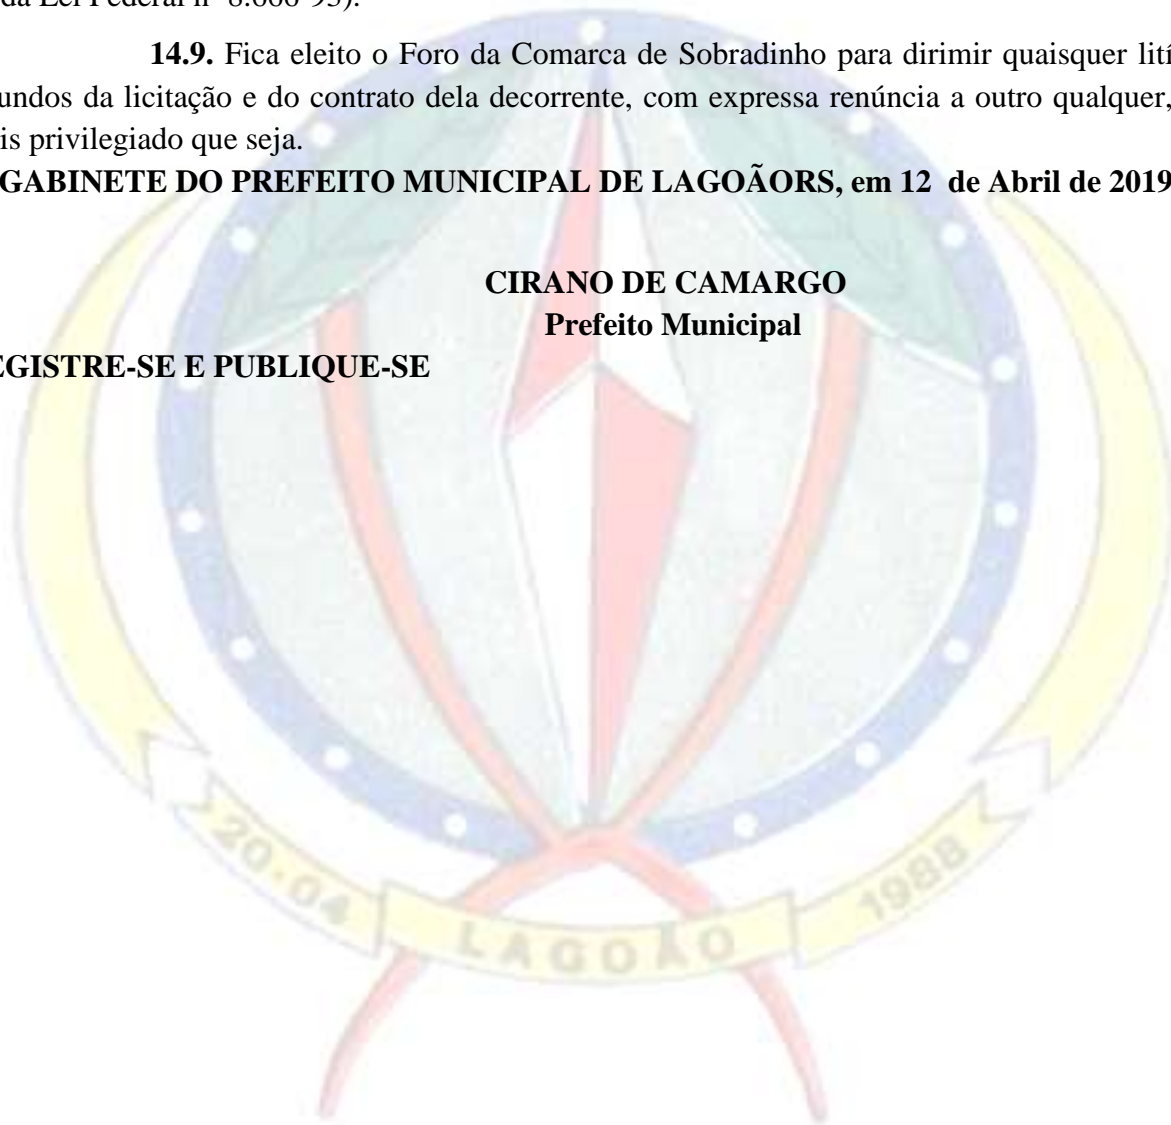 da Lei Federal nº 8.666-93).
14.9. Fica eleito o Foro da Comarca de Sobradinho para dirimir quaisquer lití
undos da licitação e do contrato dela decorrente, com expressa renúncia a outro qualquer,
is privilegiado que seja.
GABINETE DO PREFEITO MUNICIPAL DE LAGOÃORS, em 12 de Abril de 2019
CIRANO DE CAMARGO
Prefeito Municipal
EGISTRE-SE E PUBLIQUE-SE
20-04 LAGOÃO 1988